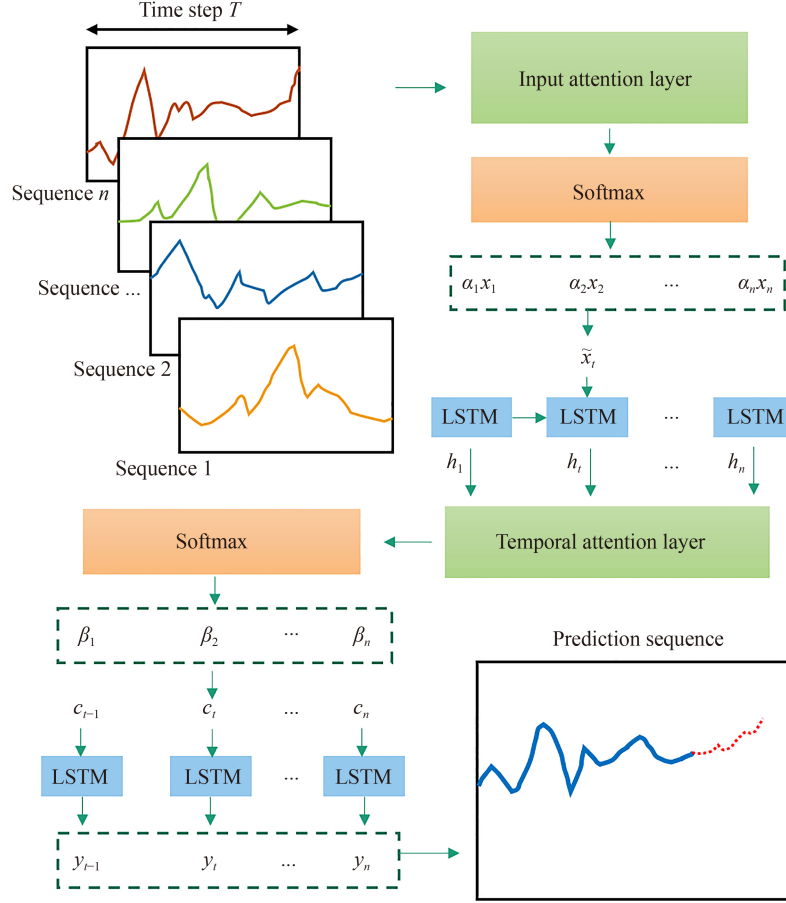 Time step T
Sequence n
Sequence ...
Sequence 2
Sequence 1
Input attention layer
Softmax
α₁x₁ α₂x₂ ... αₙxₙ
x̃ₜ
LSTM LSTM ... LSTM
h₁ hₜ ... hₙ
Temporal attention layer
Softmax
β₁ β₂ ... βₙ
cₜ₋₁ cₜ ... cₙ
LSTM LSTM ... LSTM
yₜ₋₁ yₜ ... yₙ
Prediction sequence